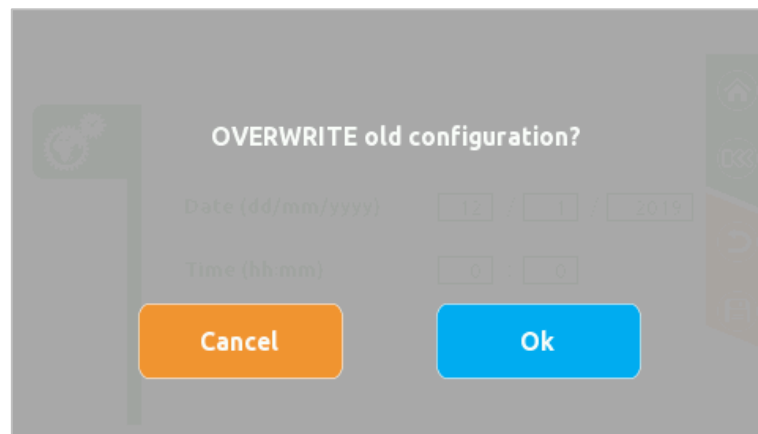 OVERWRITE old configuration?
Date (dd/mm/yyyy) 12 / 1 / 2019
Time (hh:mm) 0 0
Cancel Ok